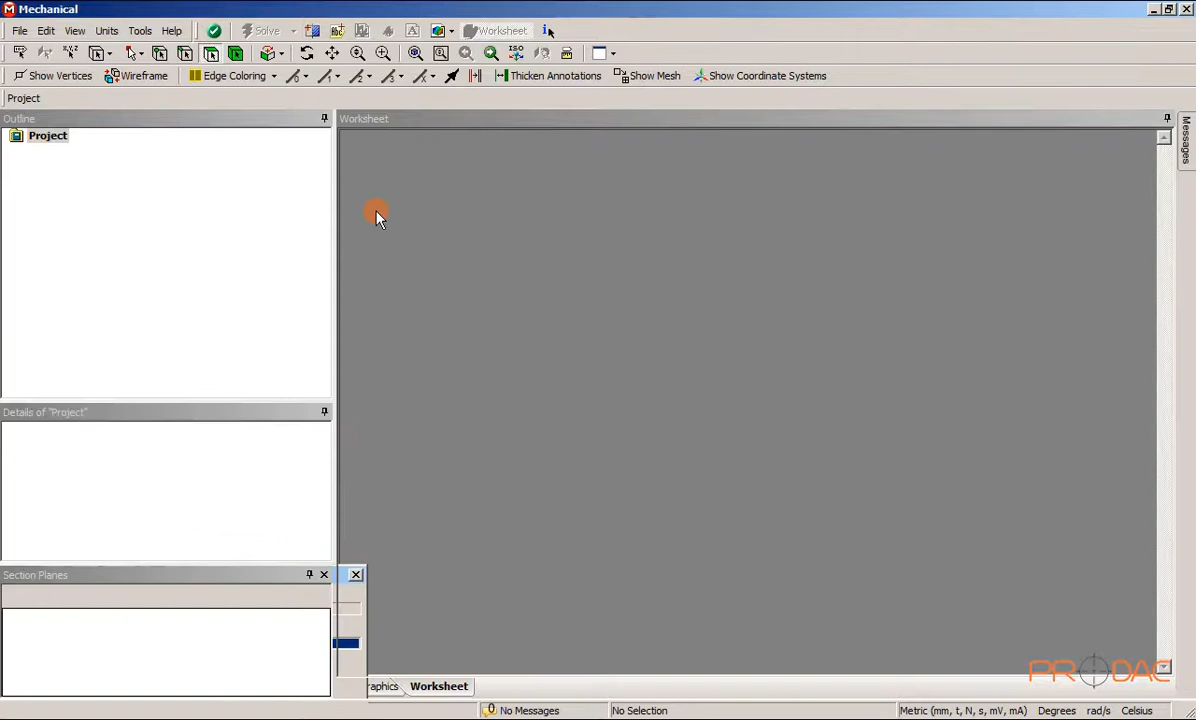 Mechanical
File Edit View Units Tools Help Solve Worksheet
Show Vertices Wireframe Edge Coloring Thicken Annotations Show Mesh Show Coordinate Systems
Project
Outline
Worksheet
Messages
Project
Details of "Project"
Section Planes
PRODAC
raphics Worksheet
0 No Messages No Selection Metric (mm, t, N, s, mV, mA) Degrees rad/s Celsius